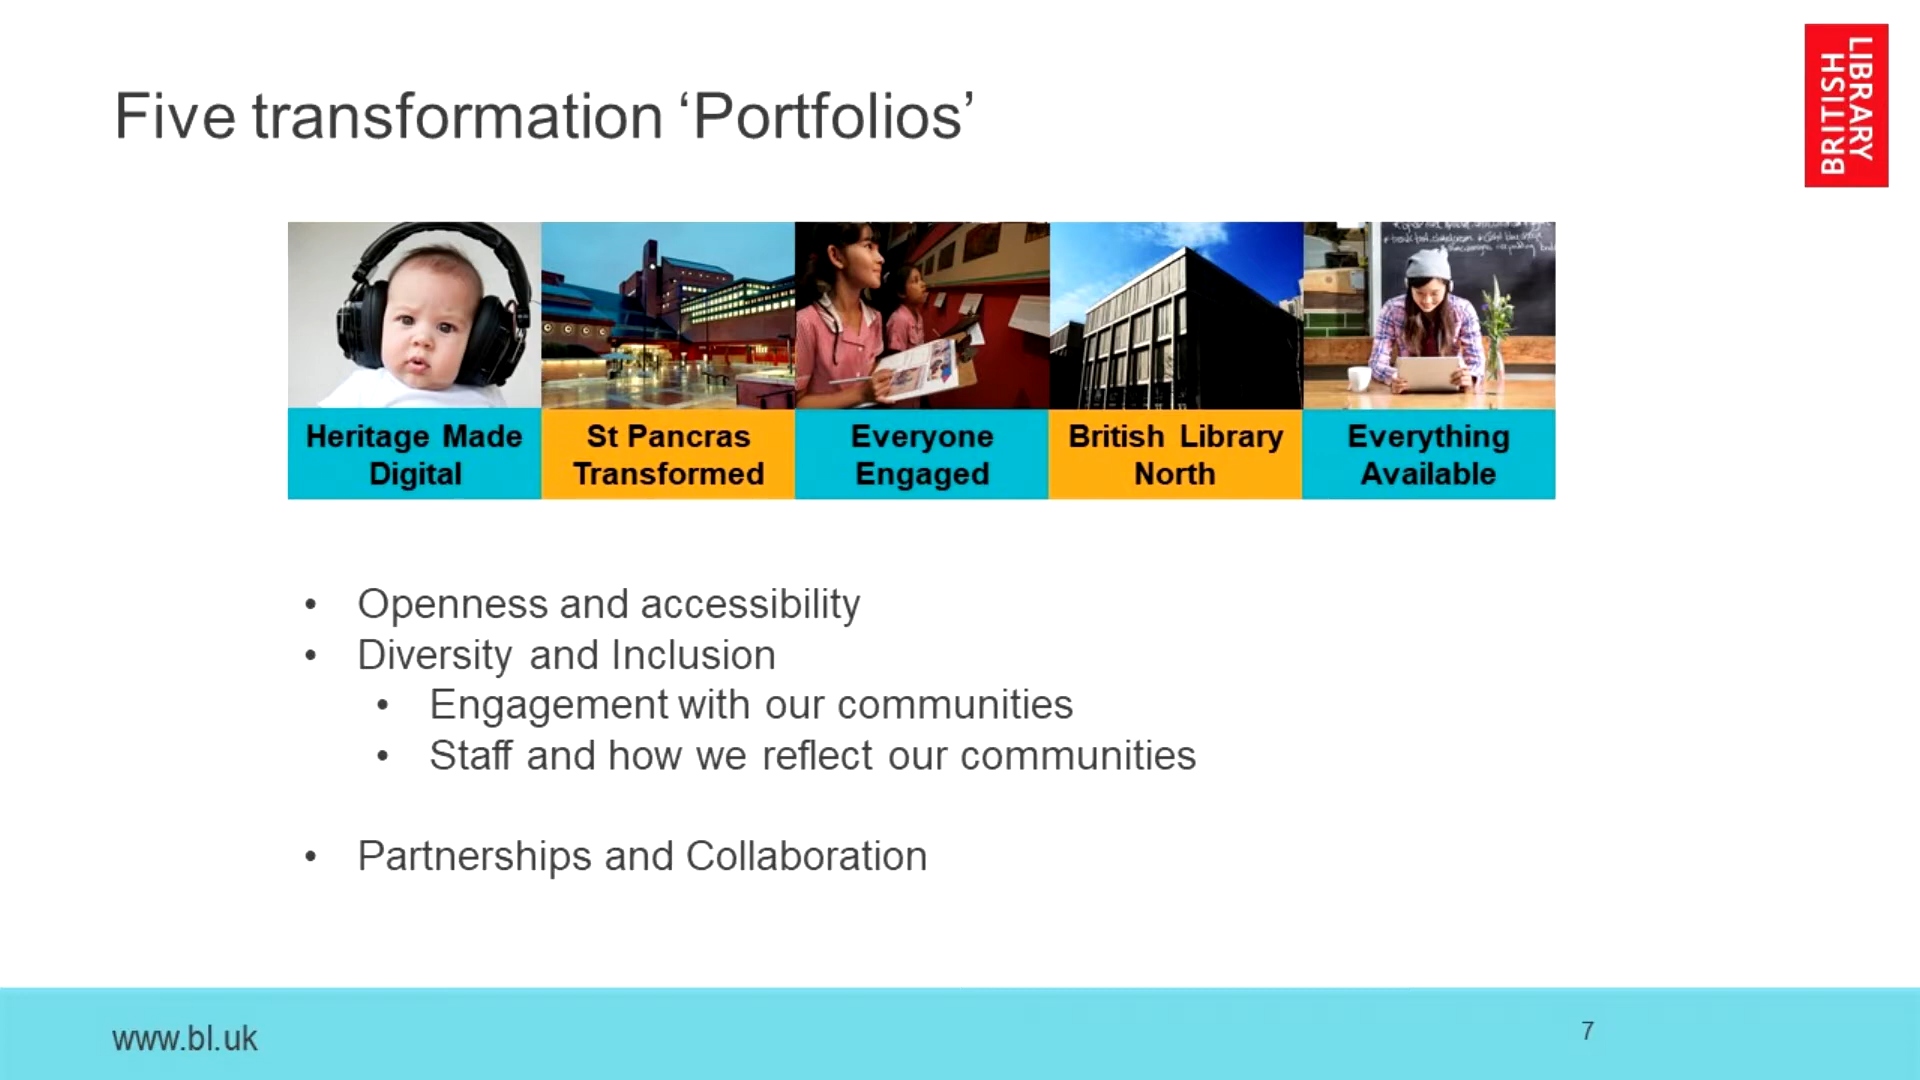 Five transformation ‘Portfolios’
LIBRARY
BRITISH
Heritage Made
Digital
St Pancras
Transformed
Everyone
Engaged
British Library
North
Everything
Available
• Openness and accessibility
• Diversity and Inclusion
• Engagement with our communities
• Staff and how we reflect our communities
• Partnerships and Collaboration
www.bl.uk
7